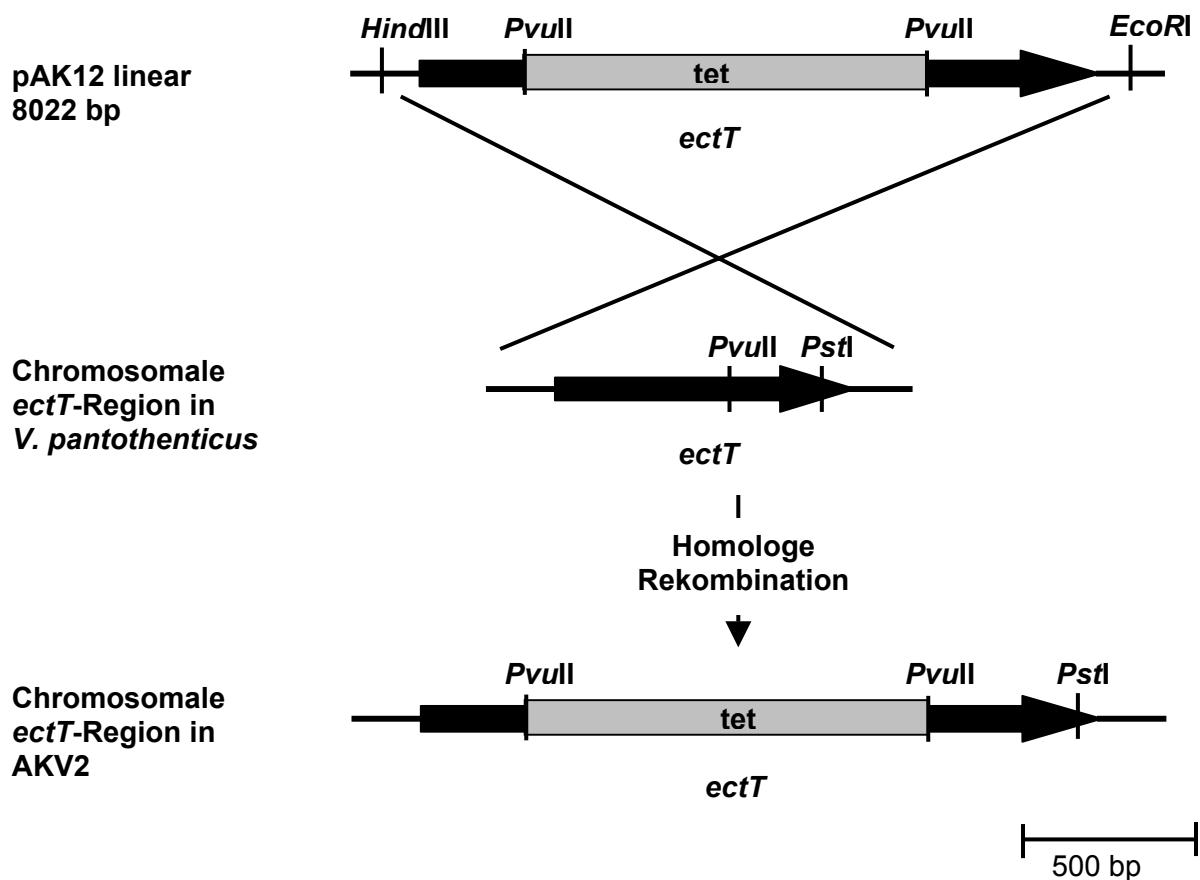 HindIII PvuII PvuII EcoRI
pAK12 linear
8022 bp
tet
ectT
PvuII PstI
Chromosomale
ectT-Region in
V. pantothenticus
ectT
Homologe
Rekombination
PvuII PvuII PstI
Chromosomale
ectT-Region in
AKV2
tet
ectT
500 bp